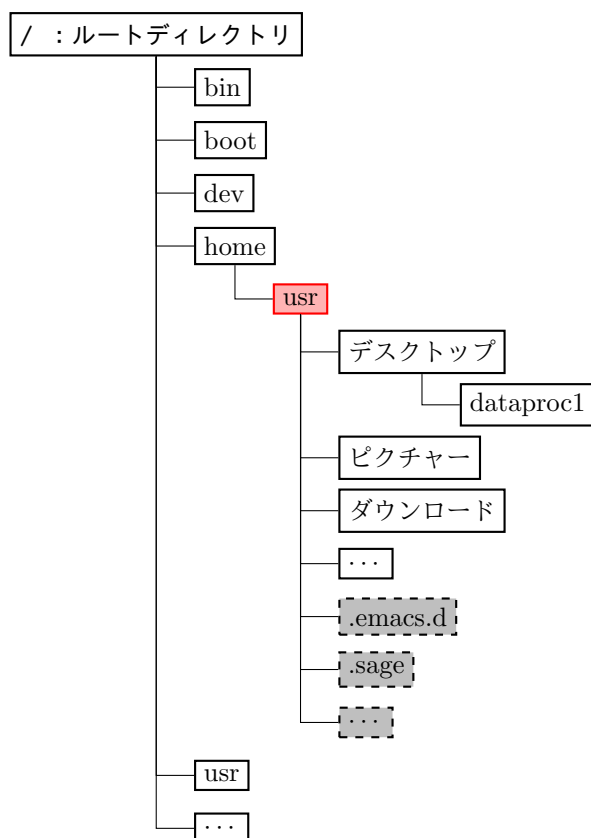 / :ルートディレクトリ
bin
boot
dev
home
usr
デスクトップ
dataproc1
ピクチャー
ダウンロード
···
.emacs.d
.sage
···
usr
···